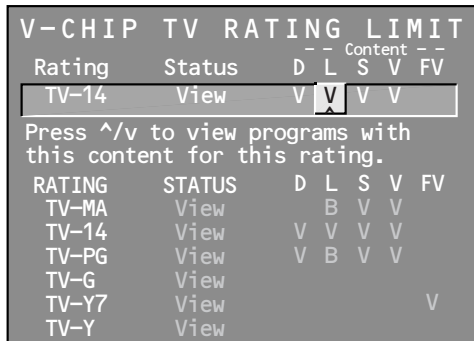 V-CHIP TV RATING LIMIT
- - Content - -
Rating Status D L S V FV
TV-14 View V V V V
Press ^/v to view programs with
this content for this rating.
RATING STATUS D L S V FV
TV-MA View B V V
TV-14 View V V V V
TV-PG View V B V V
TV-G View
TV-Y7 View V
TV-Y View